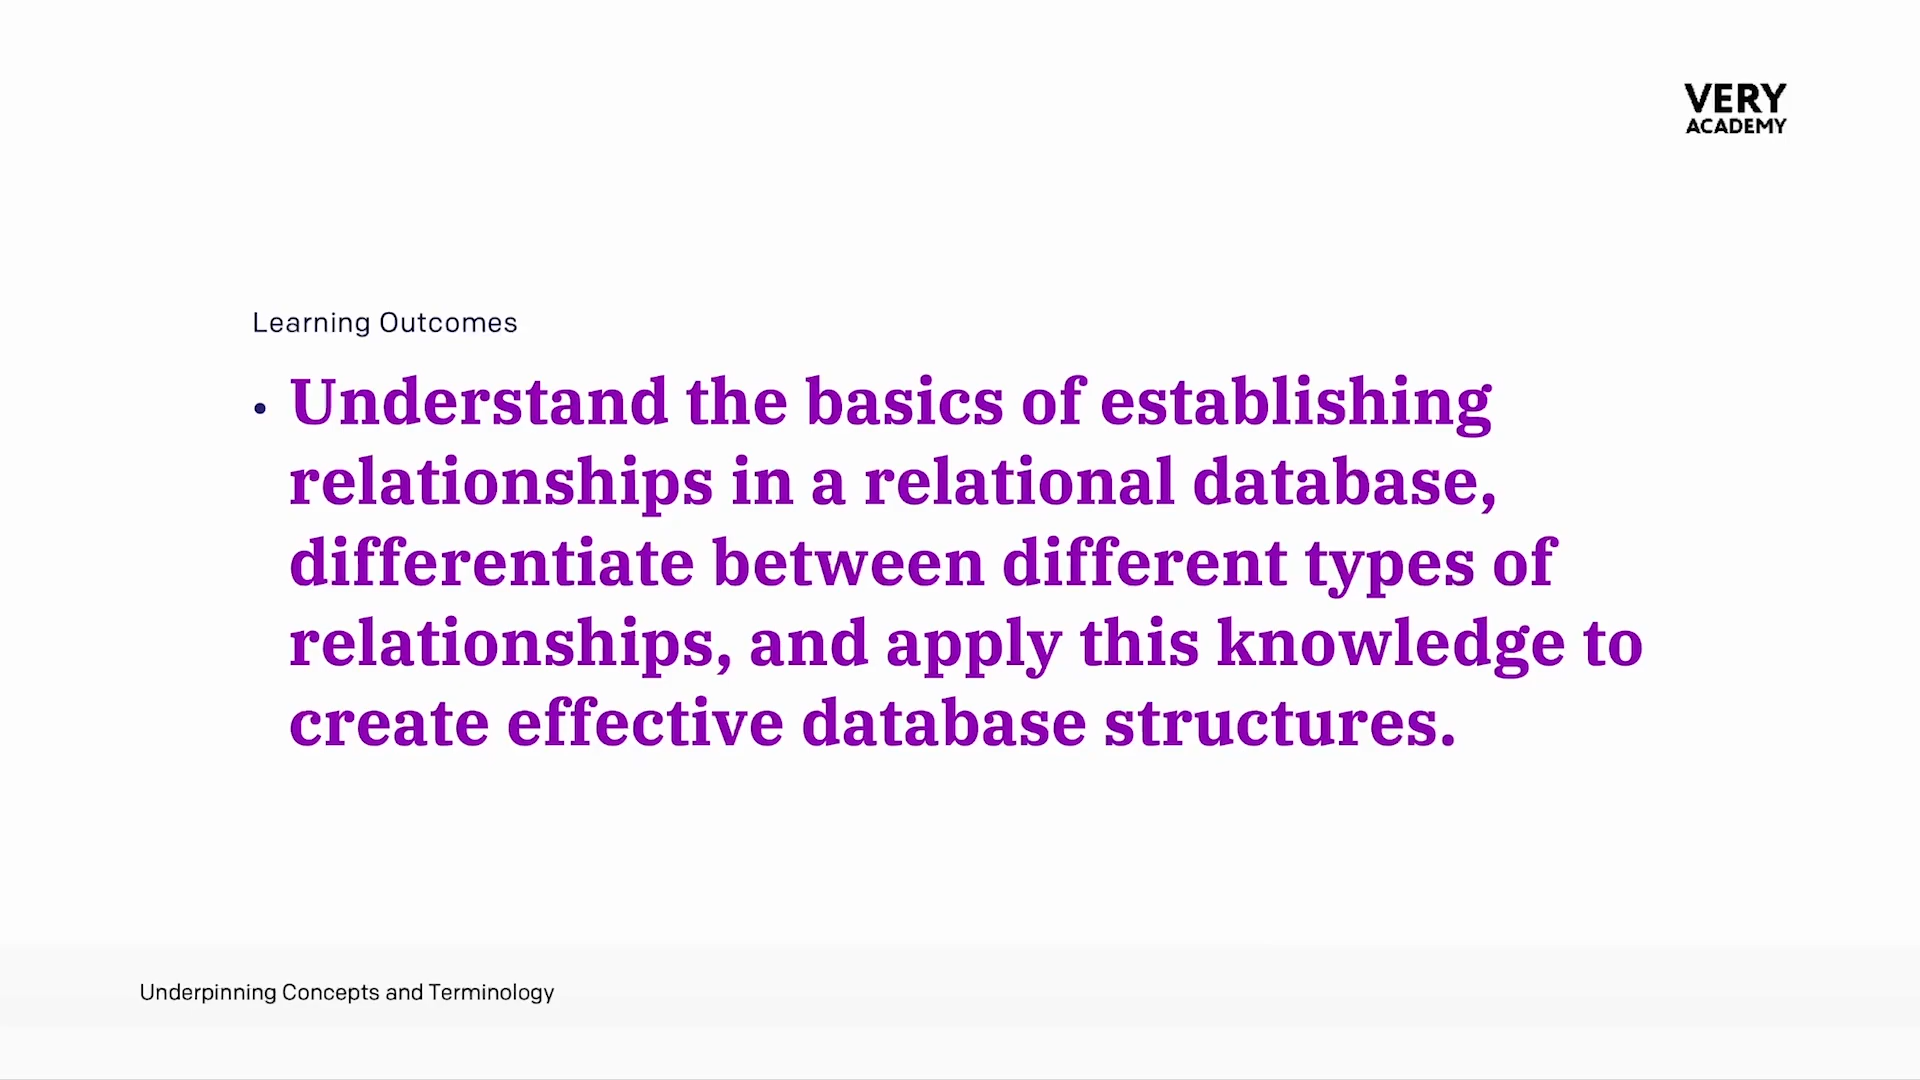 VERY
ACADEMY
Learning Outcomes
• Understand the basics of establishing
relationships in a relational database,
differentiate between different types of
relationships, and apply this knowledge to
create effective database structures.
Underpinning Concepts and Terminology